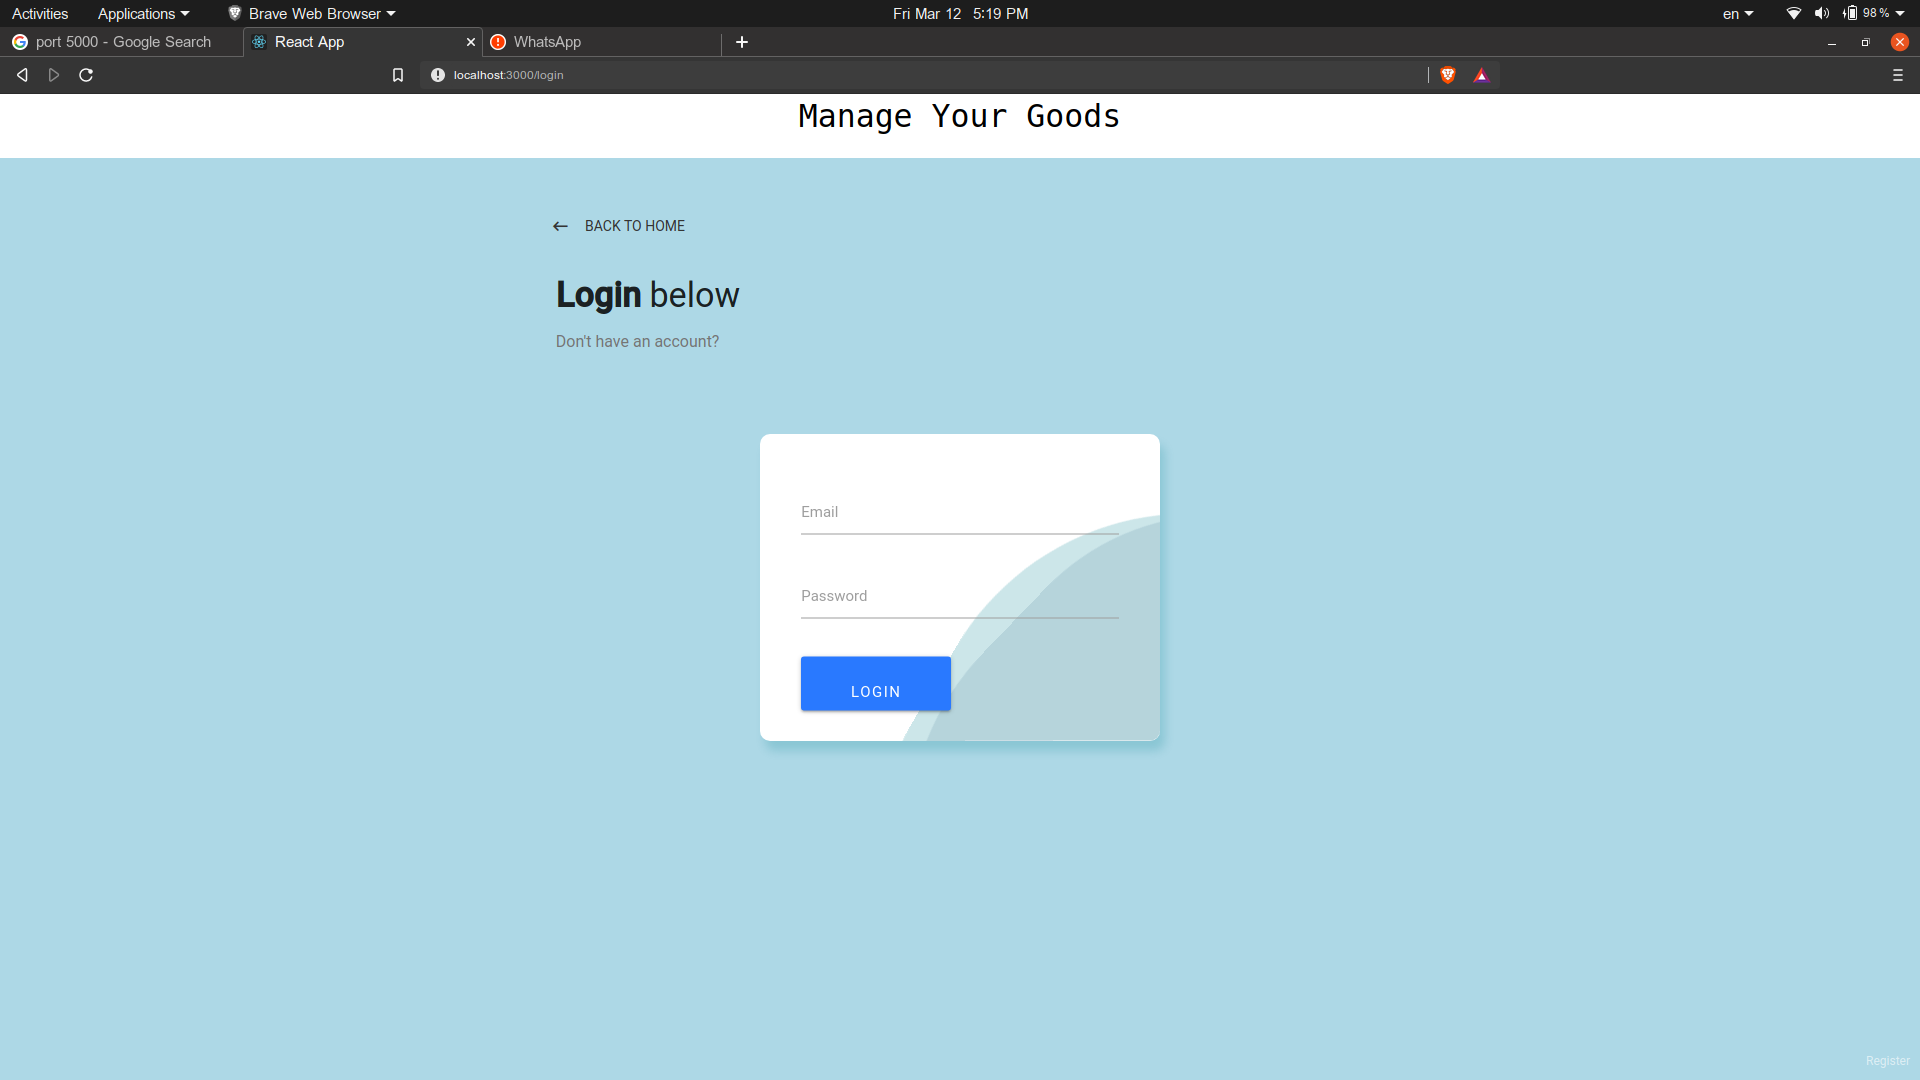 Activities Applications Brave Web Browser Fri Mar 12 5:19 PM en 98 %
port 5000 - Google Search React App WhatsApp
localhost:3000/login
Manage Your Goods
BACK TO HOME
Login below
Don't have an account?
Email
Password
LOGIN
Register